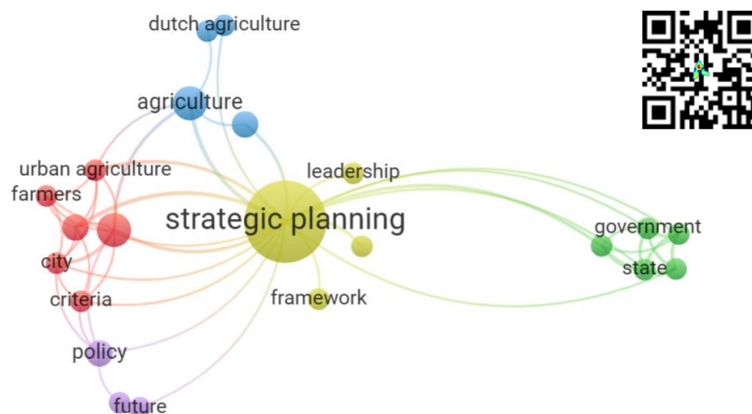 dutch agriculture
agriculture
urban agriculture
leadership
farmers
strategic planning
government
city
state
criteria
framework
policy
future